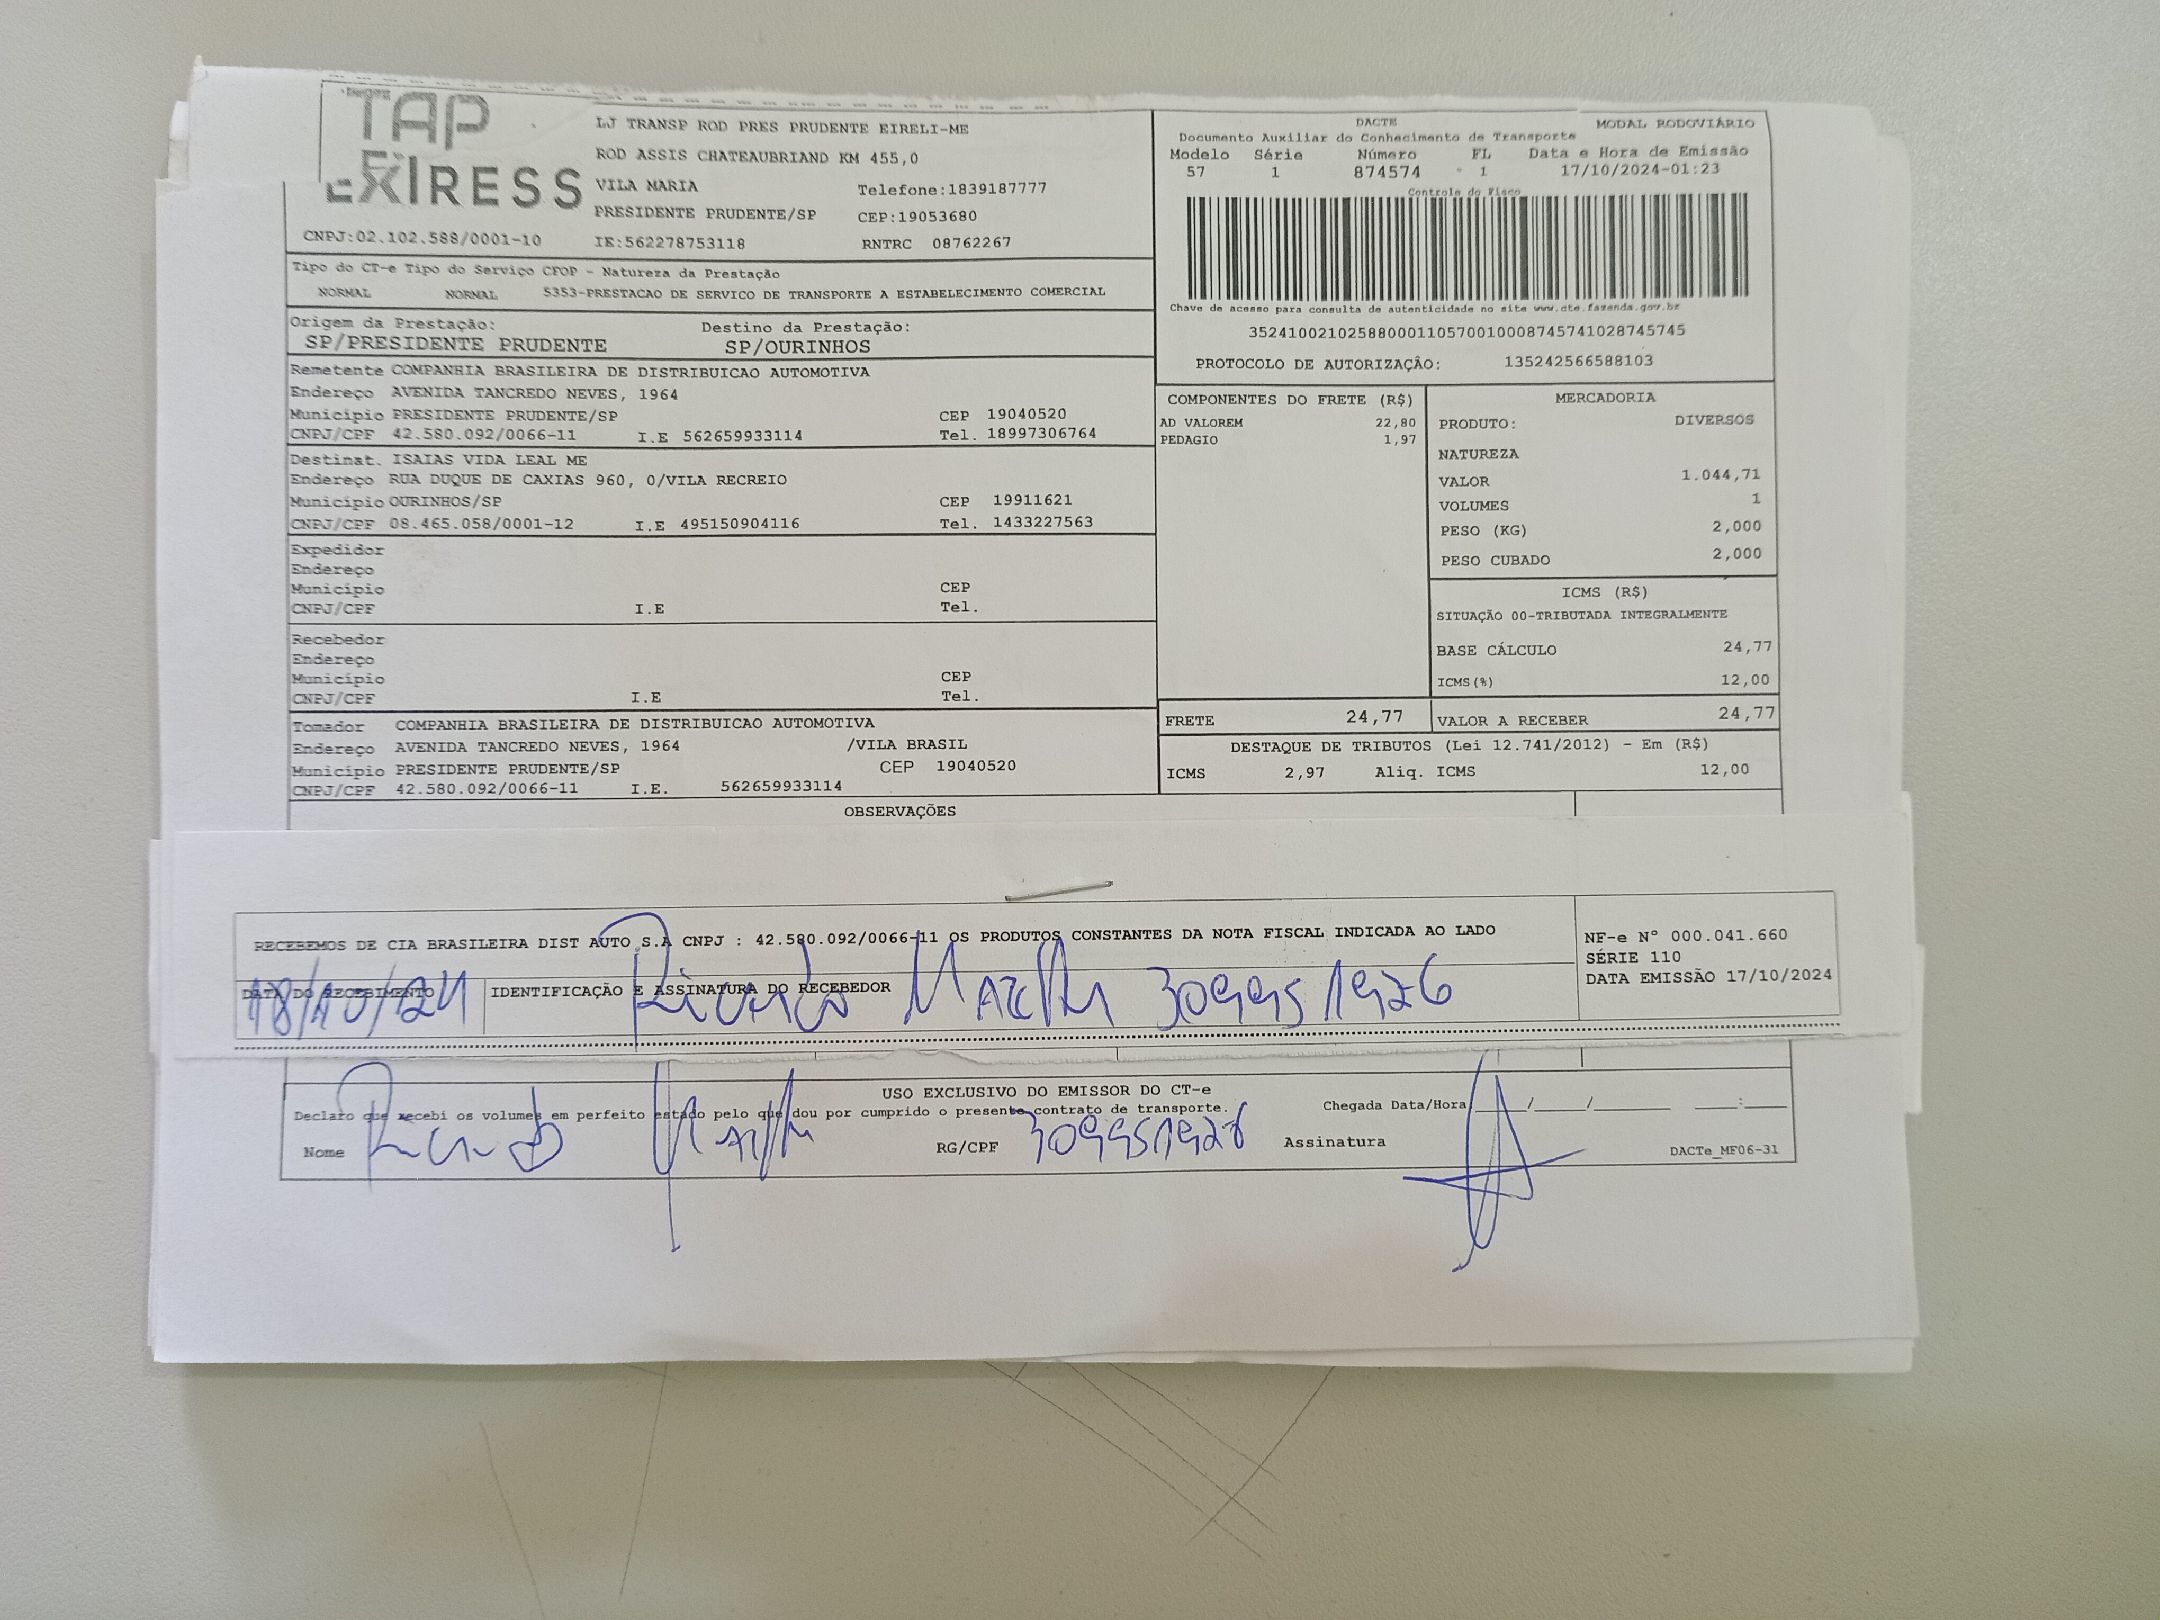 TAP
EXPRESS
LJ TRANSP ROD PRES PRUDENTE EIRELI-ME
ROD ASSIS CHATEAUBRIAND KM 455,0
VILA MARIA Telefone:1839187777
PRESIDENTE PRUDENTE/SP CEP:19053680
CNPJ:02.102.588/0001-10 IE:562278753118 RNTRC 08762267
DACTE MODAL RODOVIÁRIO
Documento Auxiliar do Conhecimento de Transporte
Modelo Série Número FL Data e Hora de Emissão
57 1 874574 1 17/10/2024-01:23
Controle do Fisco
Chave de acesso para consulta de autenticidade no site www.cte.fazenda.gov.br
35241002102588000110570010008745741028745745
PROTOCOLO DE AUTORIZAÇÂO: 135242566588103
Tipo do CT-e Tipo do Serviço CFOP - Natureza da Prestação
NORMAL NORMAL 5353-PRESTACAO DE SERVICO DE TRANSPORTE A ESTABELECIMENTO COMERCIAL
Origem da Prestação: Destino da Prestação:
SP/PRESIDENTE PRUDENTE SP/OURINHOS
Remetente COMPANHIA BRASILEIRA DE DISTRIBUICAO AUTOMOTIVA
Endereço AVENIDA TANCREDO NEVES, 1964
Município PRESIDENTE PRUDENTE/SP CEP 19040520
CNPJ/CPF 42.580.092/0066-11 I.E 562659933114 Tel. 18997306764
Destinat. ISAIAS VIDA LEAL ME
Endereço RUA DUQUE DE CAXIAS 960, 0/VILA RECREIO
Município OURINHOS/SP CEP 19911621
CNPJ/CPF 08.465.058/0001-12 I.E 495150904116 Tel. 1433227563
Expedidor
Endereço
Município CEP
CNPJ/CPF I.E Tel.
Recebedor
Endereço
Município CEP
CNPJ/CPF I.E Tel.
Tomador COMPANHIA BRASILEIRA DE DISTRIBUICAO AUTOMOTIVA
Endereço AVENIDA TANCREDO NEVES, 1964 /VILA BRASIL
Município PRESIDENTE PRUDENTE/SP CEP 19040520
CNPJ/CPF 42.580.092/0066-11 I.E. 562659933114
COMPONENTES DO FRETE (R$)
AD VALOREM 22,80
PEDAGIO 1,97
MERCADORIA
PRODUTO: DIVERSOS
NATUREZA
VALOR 1.044,71
VOLUMES 1
PESO (KG) 2,000
PESO CUBADO 2,000
ICMS (R$)
SITUAÇÃO 00-TRIBUTADA INTEGRALMENTE
BASE CÁLCULO 24,77
ICMS(%) 12,00
FRETE 24,77 VALOR A RECEBER 24,77
DESTAQUE DE TRIBUTOS (Lei 12.741/2012) - Em (R$)
ICMS 2,97 Aliq. ICMS 12,00
OBSERVAÇÕES
RECEBEMOS DE CIA BRASILEIRA DIST AUTO S.A CNPJ : 42.580.092/0066-11 OS PRODUTOS CONSTANTES DA NOTA FISCAL INDICADA AO LADO
NF-e N° 000.041.660
SÉRIE 110
DATA EMISSÃO 17/10/2024
DATA DO RECEBIMENTO IDENTIFICAÇÃO E ASSINATURA DO RECEBEDOR
18/10/24 Ricardo 309951926
USO EXCLUSIVO DO EMISSOR DO CT-e
Declaro que recebi os volumes em perfeito estado pelo que dou por cumprido o presente contrato de transporte. Chegada Data/Hora ___/___/___ __:__
Nome Ricardo RG/CPF 309951926 Assinatura
DACTe_MF06-31